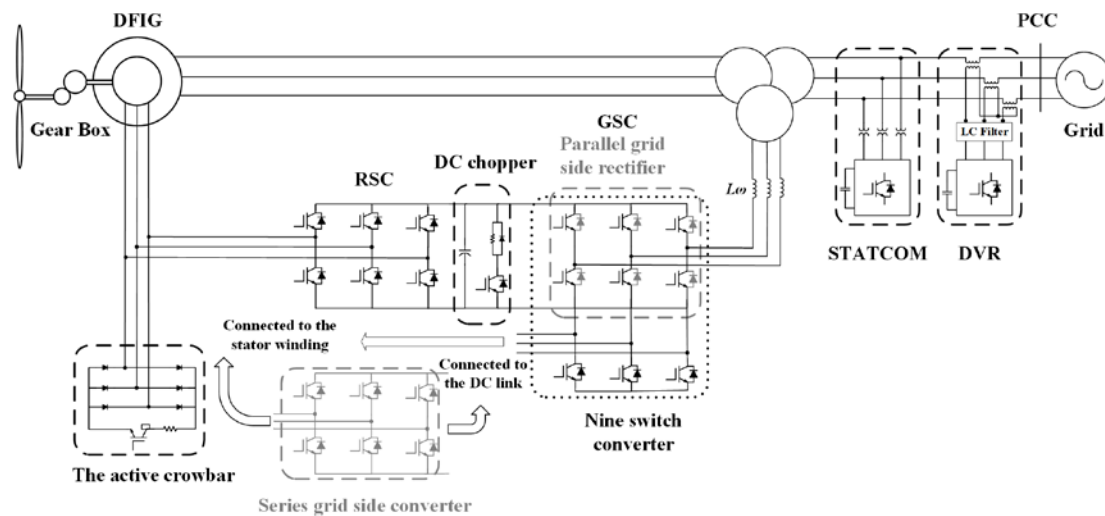 DFIG
PCC
Gear Box
Grid
GSC
Parallel grid
side rectifier
DC chopper
RSC
Lω
LC Filter
STATCOM
DVR
Connected to the
stator winding
Connected to
the DC link
Nine switch
converter
The active crowbar
Series grid side converter